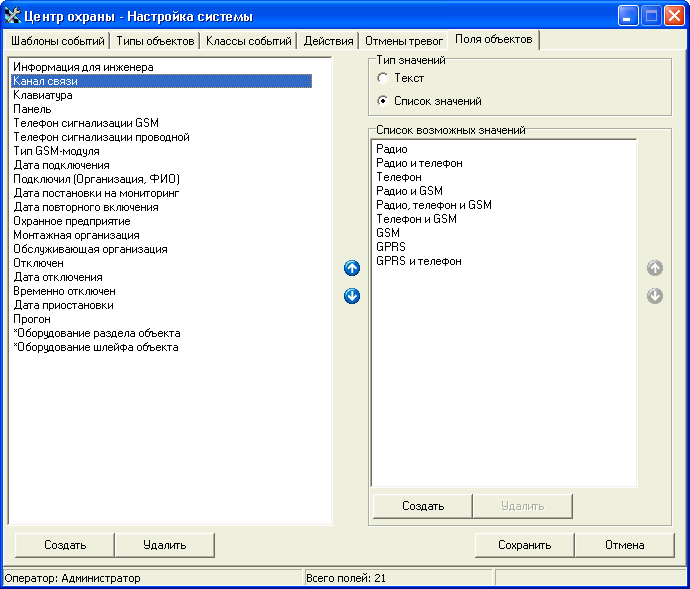 Центр охраны - Настройка системы
Шаблоны событий Типы объектов Классы событий Действия Отмены тревог Поля объектов
Информация для инженера
Канал связи
Клавиатура
Панель
Телефон сигнализации GSM
Телефон сигнализации проводной
Тип GSM-модуля
Дата подключения
Подключил (Организация, ФИО)
Дата постановки на мониторинг
Дата повторного включения
Охранное предприятие
Монтажная организация
Обслуживающая организация
Отключен
Дата отключения
Временно отключен
Дата приостановки
Прогон
*Оборудование раздела объекта
*Оборудование шлейфа объекта
Создать Удалить
Тип значений
Текст
Список значений
Список возможных значений
Радио
Радио и телефон
Телефон
Радио и GSM
Радио, телефон и GSM
Телефон и GSM
GSM
GPRS
GPRS и телефон
Создать Удалить
Сохранить Отмена
Оператор: Администратор Всего полей: 21